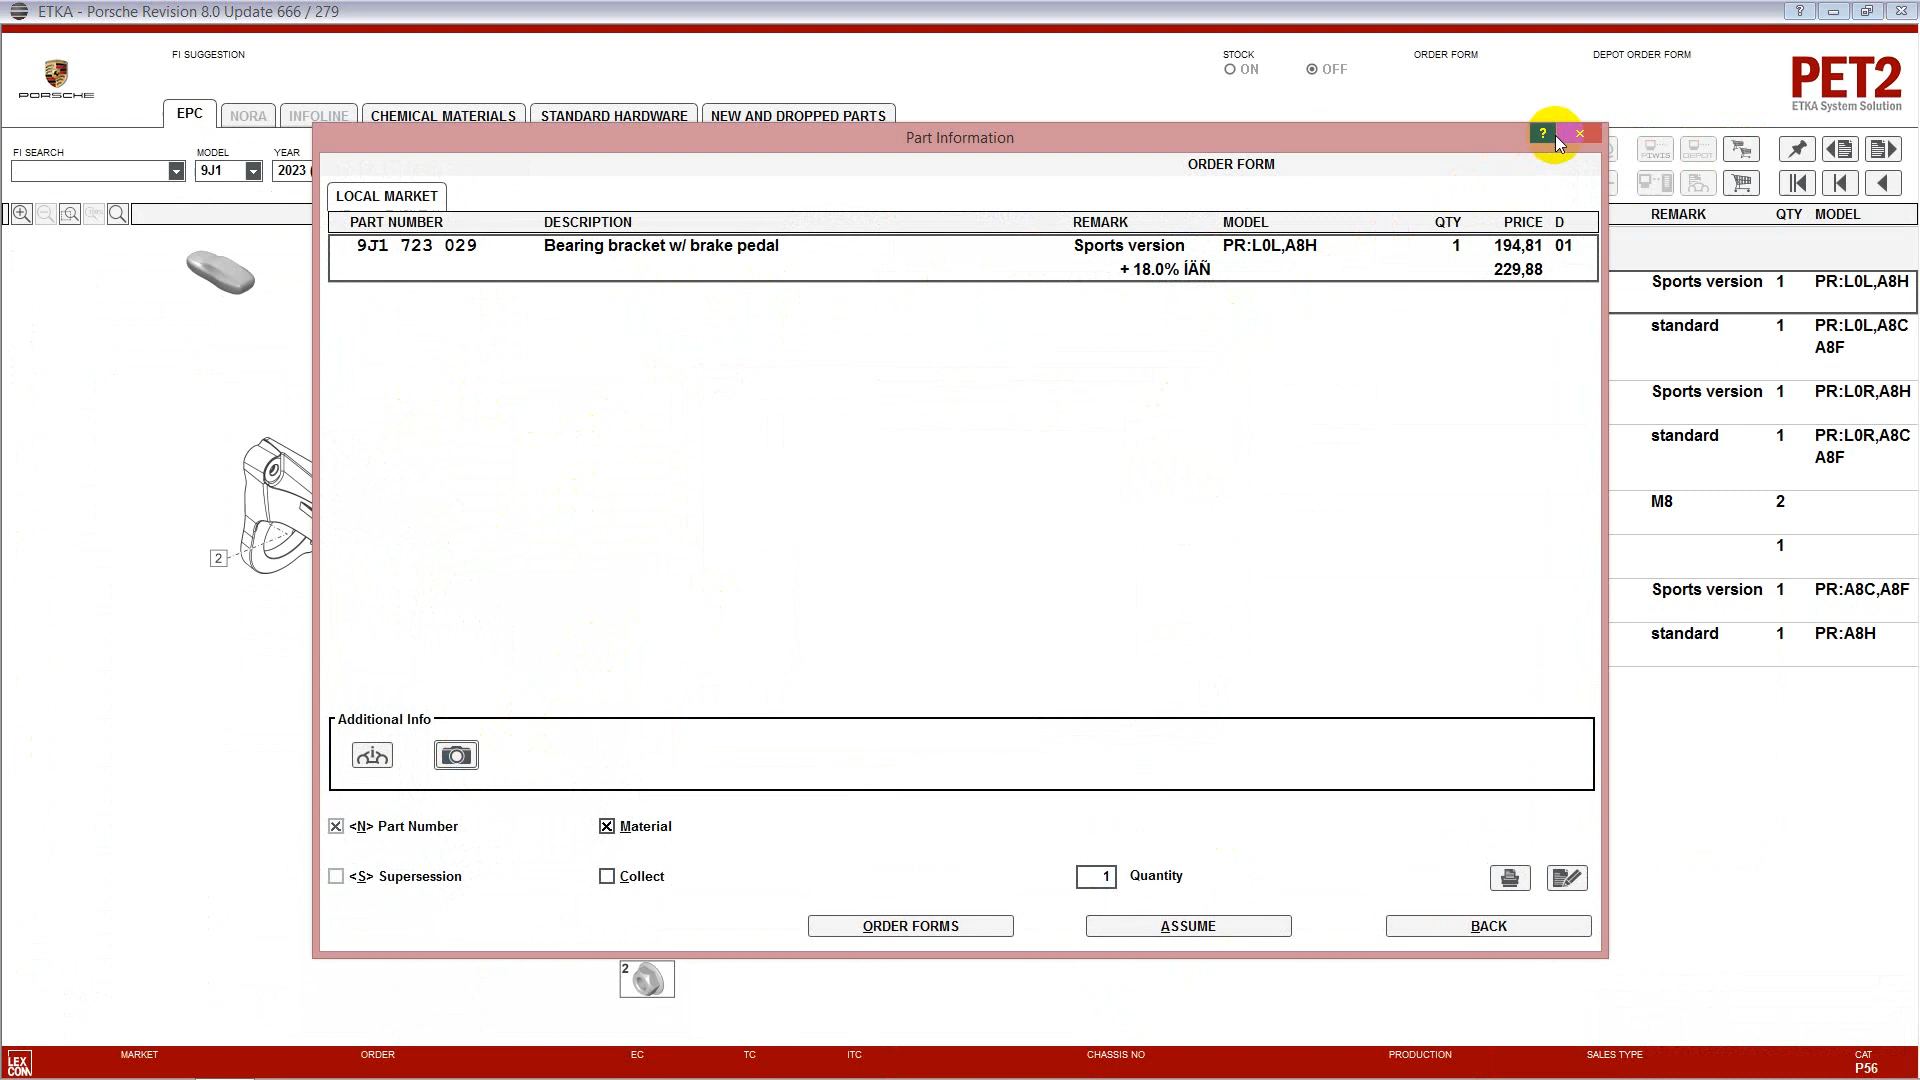 ETKA - Porsche Revision 8.0 Update 666 / 279
?
FI SUGGESTION
STOCK
ON
OFF
ORDER FORM
DEPOT ORDER FORM
PORSCHE
PET2
ETKA System Solution
EPC
NORA
INFOLINE
CHEMICAL MATERIALS
STANDARD HARDWARE
NEW AND DROPPED PARTS
FI SEARCH
MODEL
YEAR
9J1
2023
PIWIS
DEPOT
Part Information
?
ORDER FORM
LOCAL MARKET
PART NUMBER DESCRIPTION REMARK MODEL QTY PRICE D
9J1 723 029 Bearing bracket w/ brake pedal Sports version PR:L0L,A8H 1 194,81 01
+ 18.0% ÍÄÑ 229,88
REMARK QTY MODEL
Sports version 1 PR:L0L,A8H
standard 1 PR:L0L,A8C
A8F
Sports version 1 PR:L0R,A8H
standard 1 PR:L0R,A8C
A8F
M8 2
1
Sports version 1 PR:A8C,A8F
standard 1 PR:A8H
2
Additional Info
<N> Part Number
Material
<S> Supersession
Collect
1 Quantity
ORDER FORMS
ASSUME
BACK
2
LEX
COM
MARKET
ORDER
EC
TC
ITC
CHASSIS NO
PRODUCTION
SALES TYPE
CAT
P56